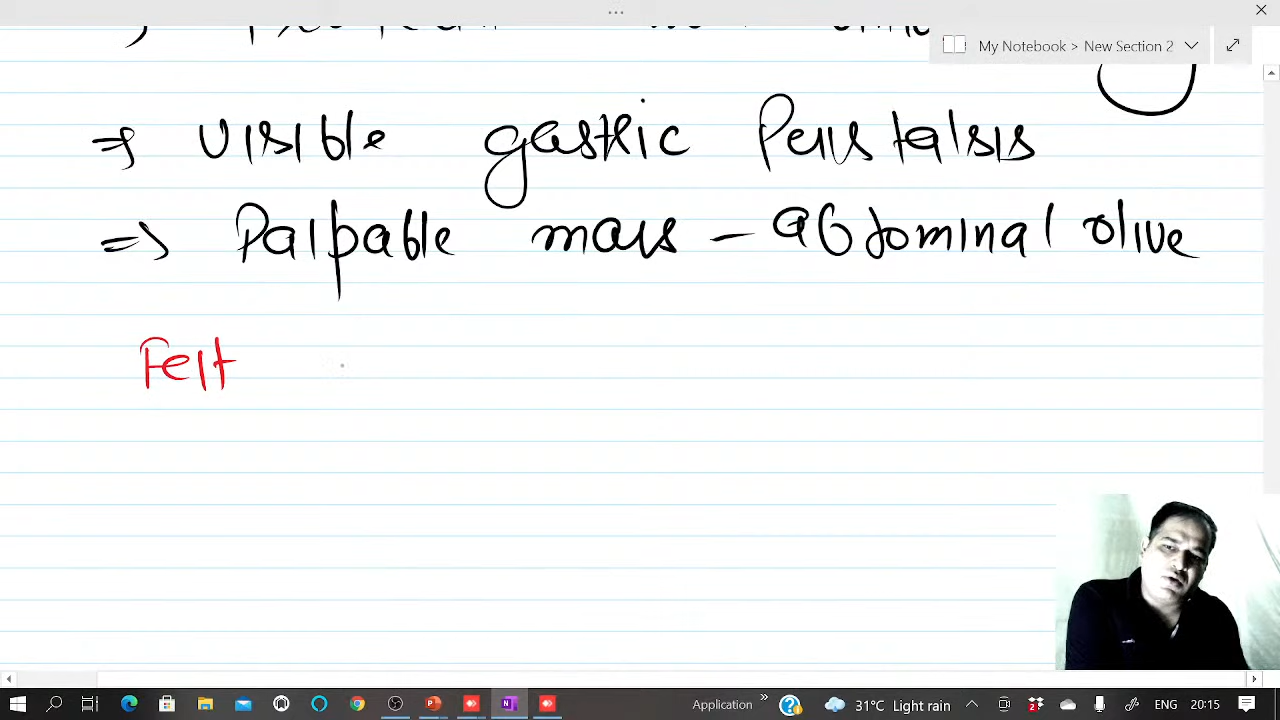 My Notebook > New Section 2
⇒ Visible gastric Peristalsis
⇒ Palpable mass - abdominal olive
Felt
Application
31°C Light rain
ENG
20:15